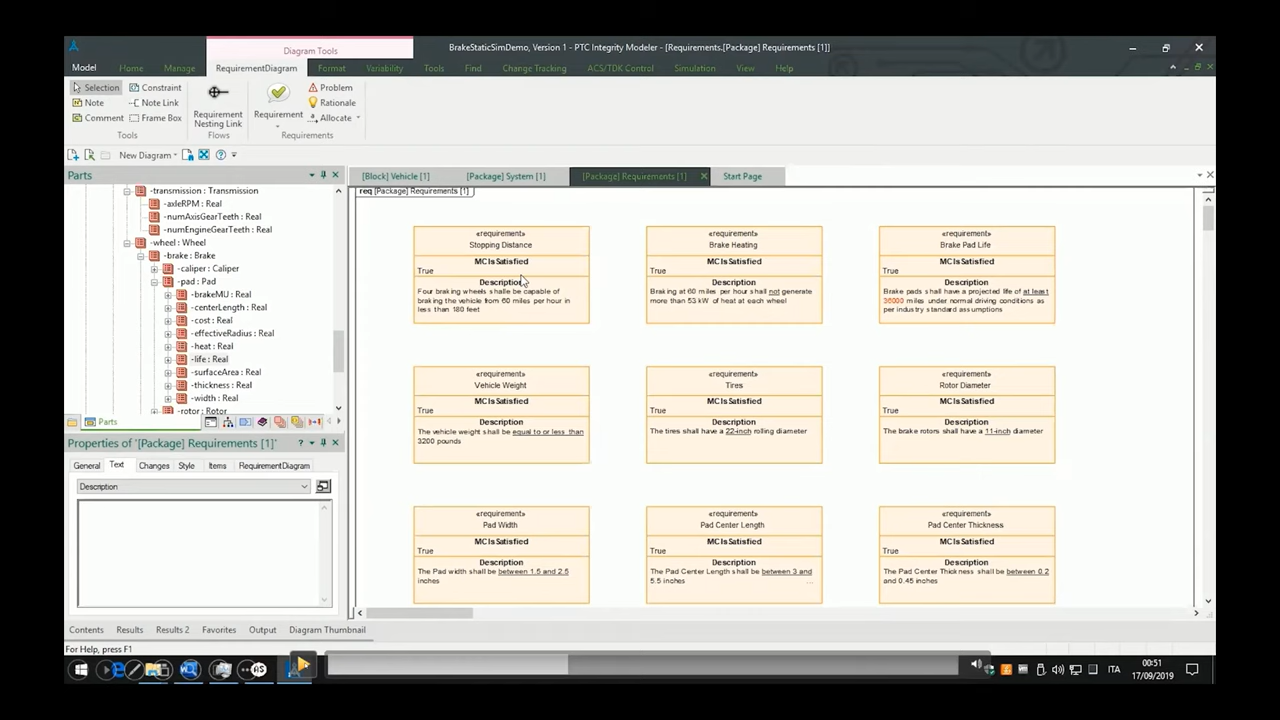 BrakeStaticSimDemo, Version 1 - PTC Integrity Modeler - [Requirements.[Package] Requirements [1]]
Diagram Tools
Model Home Manage RequirementDiagram Format Variability Tools Find Change Tracking ACS/TDK Control Simulation View Help
Selection Constraint
Note Note Link
Comment Frame Box
Tools
Requirement
Nesting Link
Flows
Requirement
Problem
Rationale
Allocate
Requirements
New Diagram
Parts
-transmission : Transmission
-axleRPM : Real
-numAxisGearTeeth : Real
-numEngineGearTeeth : Real
-wheel : Wheel
-brake : Brake
-caliper : Caliper
-pad : Pad
-brakeMU : Real
-centerLength : Real
-cost : Real
-effectiveRadius : Real
-heat : Real
-life : Real
-surfaceArea : Real
-thickness : Real
-width : Real
-rotor : Rotor
Parts
Properties of '[Package] Requirements [1]'
General Text Changes Style Items RequirementDiagram
Description
[Block] Vehicle [1] [Package] System [1] [Package] Requirements [1] Start Page
req [Package] Requirements [1]
«requirement»
Stopping Distance
MCIsSatisfied
True
Description
Four braking wheels shalle be capable of
braking the vehicle from 60 miles per hour in
less than 180 feet
«requirement»
Brake Heating
MCIsSatisfied
True
Description
Braking at 60 miles per hour shall not generate
more than 53 kW of heat at each wheel
«requirement»
Brake Pad Life
MCIsSatisfied
True
Description
Brake pads shall have a projected life of at least
36000 miles under normal driving conditions as
per industry standard assumptions
«requirement»
Vehicle Weight
MCIsSatisfied
True
Description
The vehicle weight shall be equal to or less than
3200 pounds
«requirement»
Tires
MCIsSatisfied
True
Description
The tires shall have a 22-inch rolling diameter
«requirement»
Rotor Diameter
MCIsSatisfied
True
Description
The brake rotors shall have a 11-inch diameter
«requirement»
Pad Width
MCIsSatisfied
True
Description
The Pad width shall be between 1.5 and 2.5
inches
«requirement»
Pad Center Length
MCIsSatisfied
True
Description
The Pad Center Length shall be between 3 and
5.5 inches
...
«requirement»
Pad Center Thickness
MCIsSatisfied
True
Description
The Pad Center Thickness shall be between 0.2
and 0.45 inches
Contents Results Results 2 Favorites Output Diagram Thumbnail
For Help, press F1
AS
ITA
00:51
17/09/2019